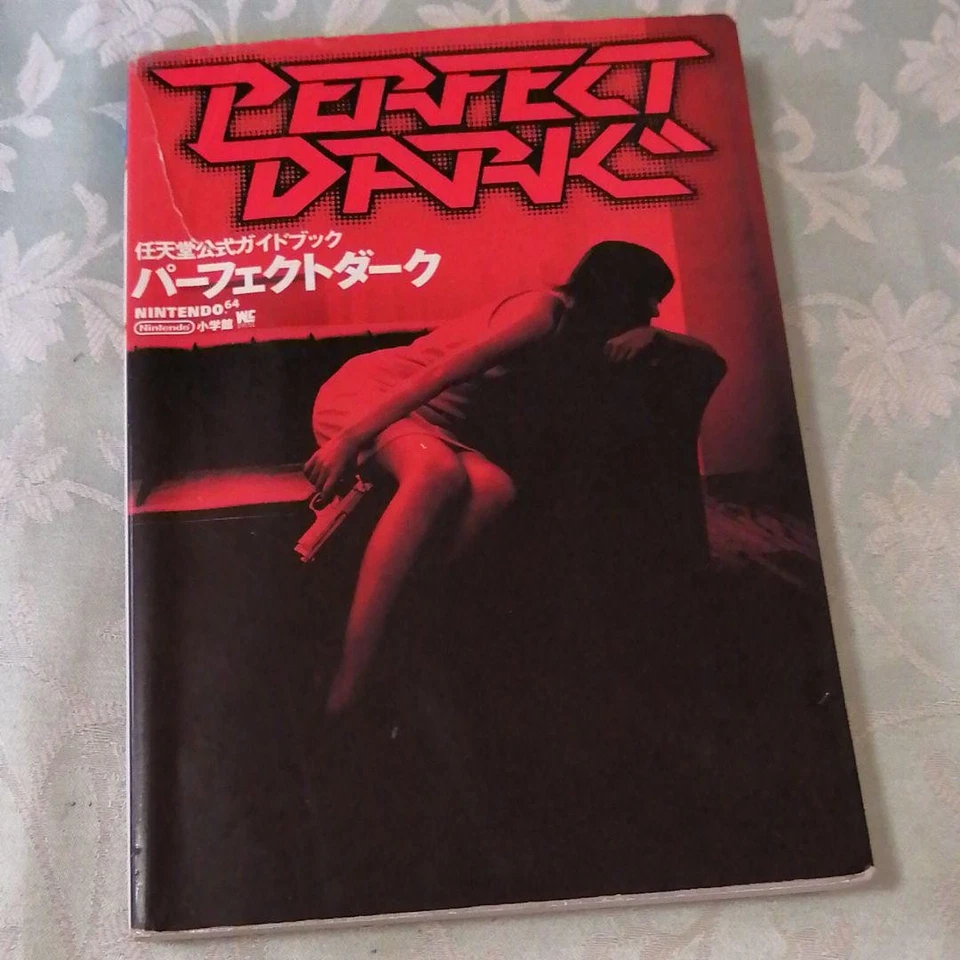 PERFECT
DARK
任天堂公式ガイドブック
パーフェクトダーク
NINTENDO64
Nintendo 小学館